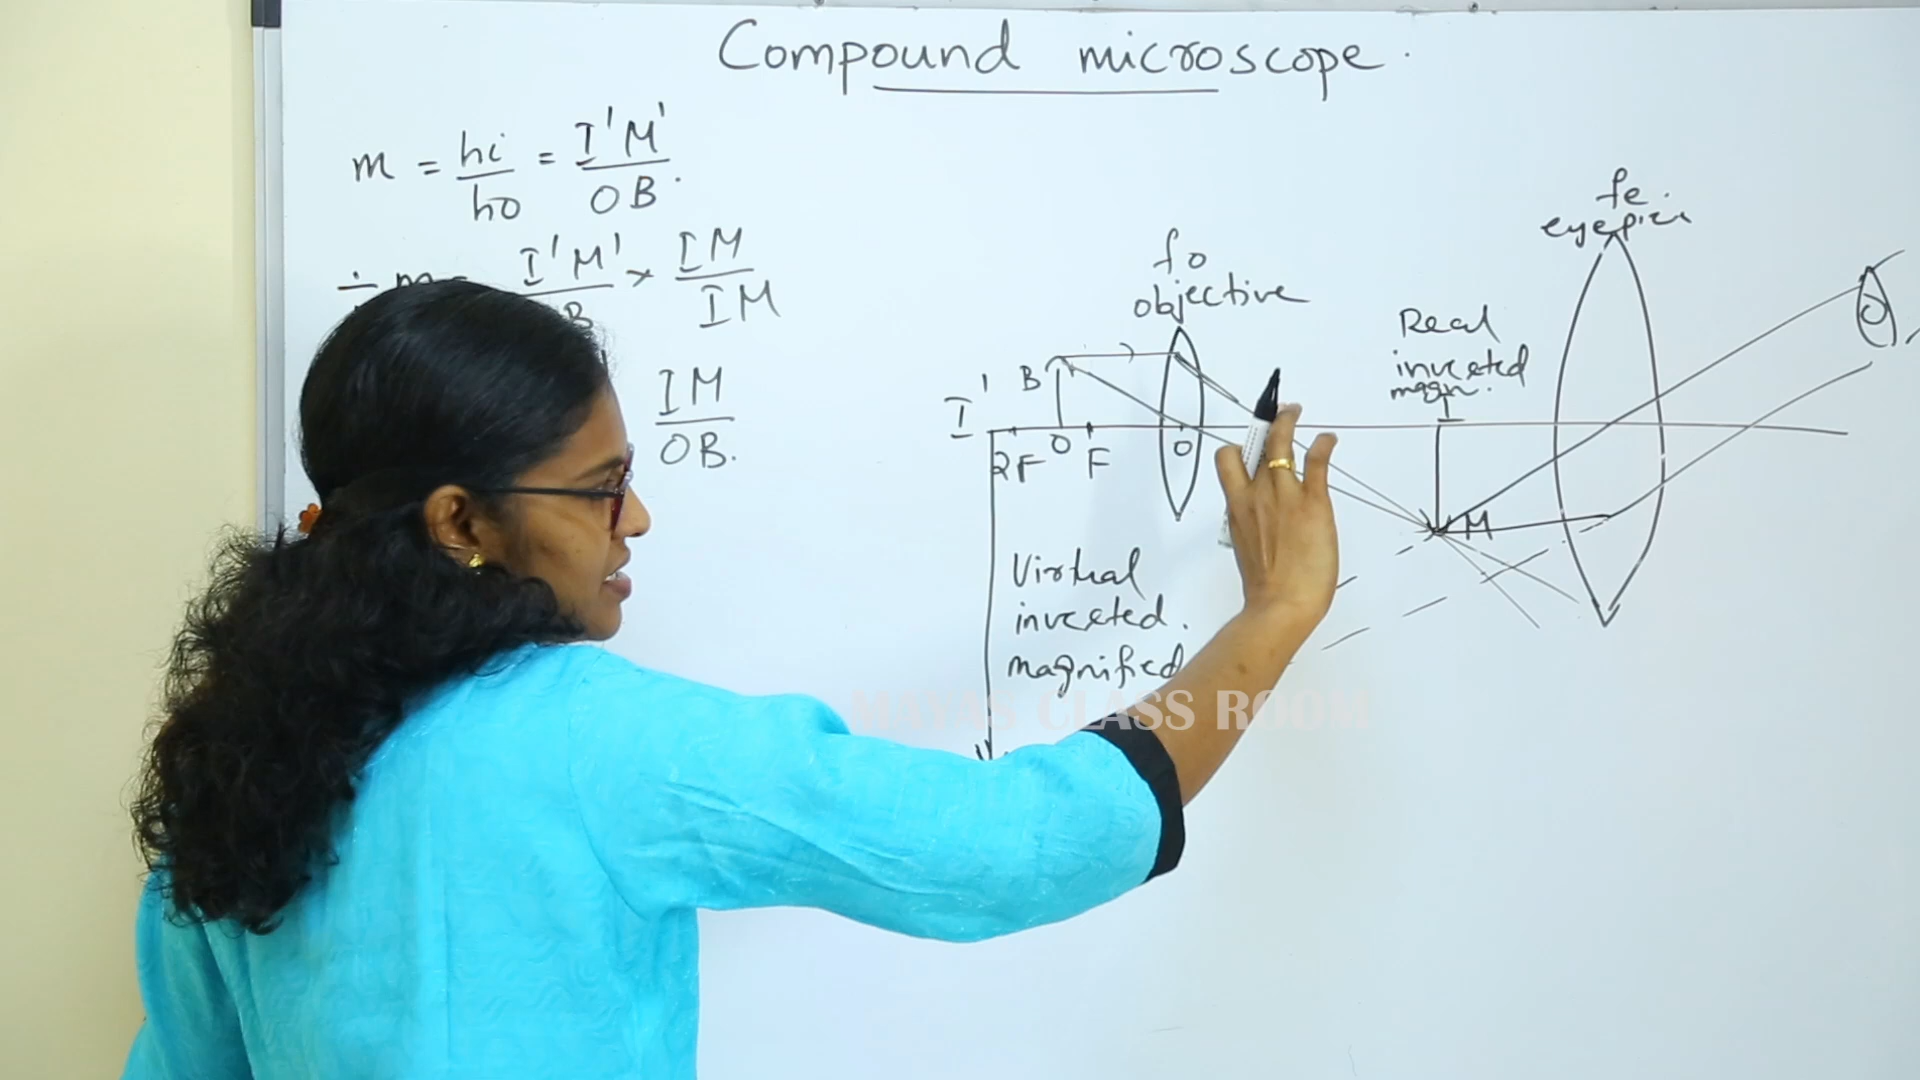 Compound microscope.
m = hi/ho = I'M'/OB.
÷ m = I'M'/B × IM/IM
IM/OB.
fe.
fo
objective
Real
inverted
magn.
I
I'
B
2F O F O
M
Virtual
inverted.
magnified
MAYAS CLASS ROOM